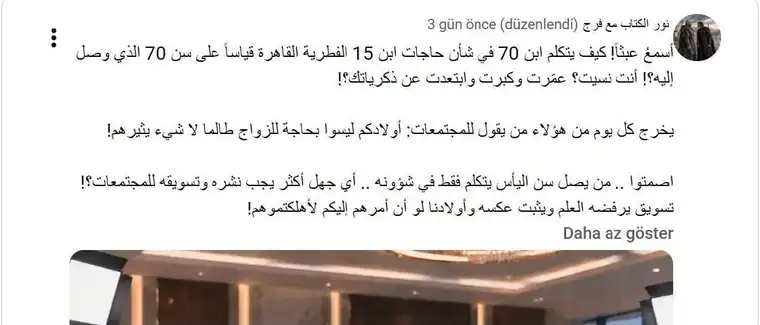 نور الكتاب مع فرج 3 gün önce (düzenlendi)
أسمعُ عبثاً! كيف يتكلم ابن 70 في شأن حاجات ابن 15 الفطرية القاهرة قياساً على سن 70 الذي وصل
إليه؟! أنت نسيت؟ عمّرت وكبرت وابتعدت عن ذكرياتك؟!
يخرج كل يوم من هؤلاء من يقول للمجتمعات: أولادكم ليسوا بحاجة للزواج طالما لا شيء يثيرهم!
اصمتوا .. من يصل سن اليأس يتكلم فقط في شؤونه .. أي جهل أكثر يجب نشره وتسويقه للمجتمعات؟!
تسويق يرفضه العلم ويثبت عكسه وأولادنا لو أن أمرهم إليكم لأهلكتموهم!
Daha az göster